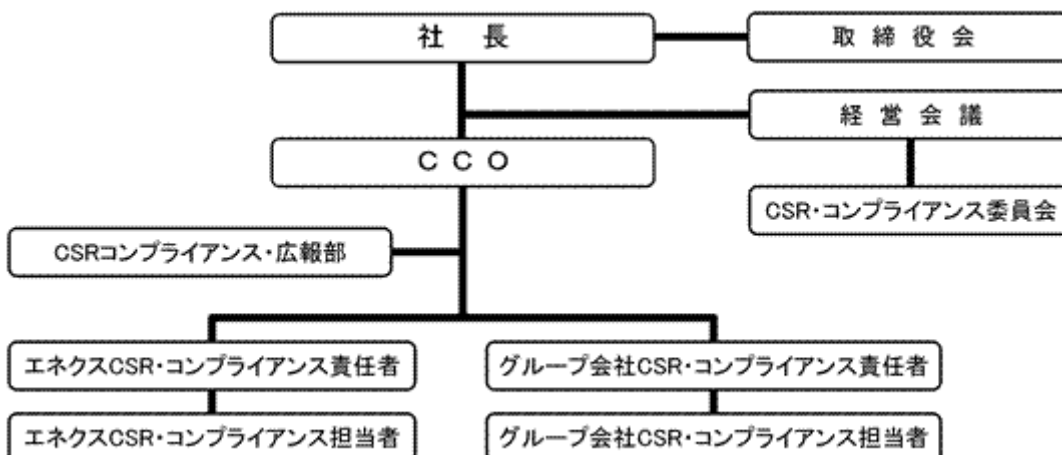 社長
取締役会
経営会議
CCO
CSR・コンプライアンス委員会
CSRコンプライアンス・広報部
エネクスCSR・コンプライアンス責任者
グループ会社CSR・コンプライアンス責任者
エネクスCSR・コンプライアンス担当者
グループ会社CSR・コンプライアンス担当者